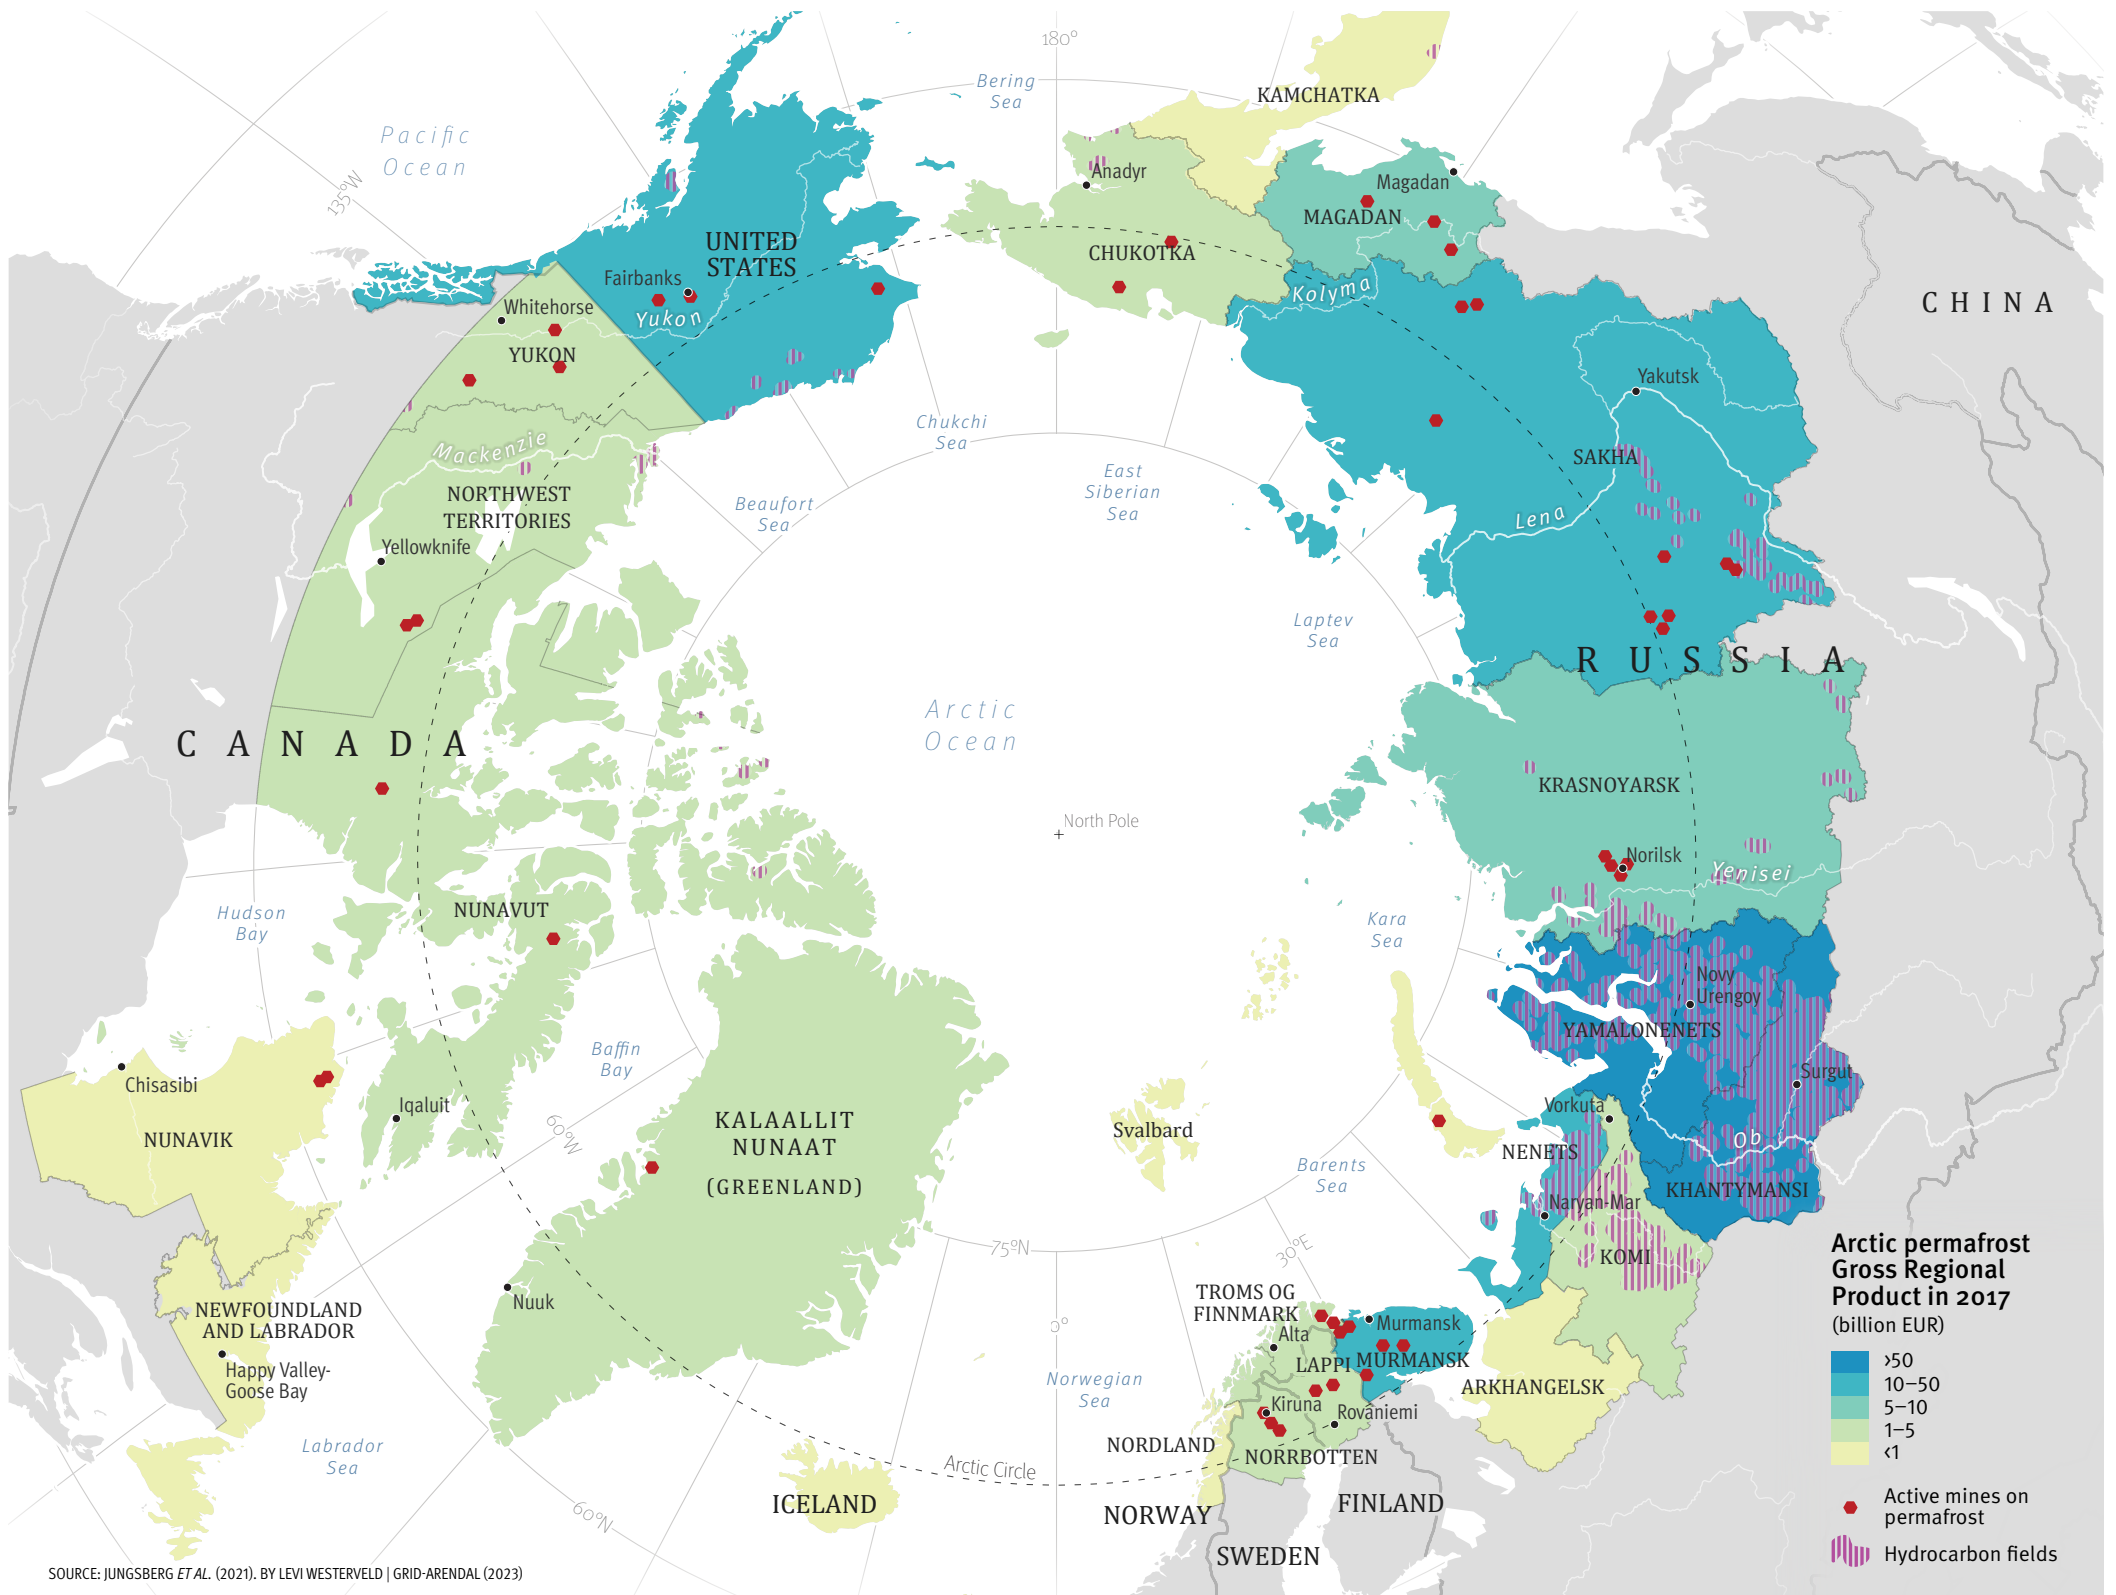 180°
KAMCHATKA
Bering
Sea
Pacific
Ocean
135°W
Anadyr
Magadan
MAGADAN
UNITED
STATES
CHUKOTKA
Fairbanks
Kolyma
CHINA
Whitehorse
Yukon
YUKON
Yakutsk
Chukchi
Sea
Mackenzie
SAKHA
East
Siberian
Sea
NORTHWEST
TERRITORIES
Beaufort
Sea
Lena
Yellowknife
Laptev
Sea
RUSSIA
Arctic
Ocean
CANADA
KRASNOYARSK
North Pole
Norilsk
Yenisei
NUNAVUT
Hudson
Bay
Kara
Sea
Novy
Urengoy
YAMALONENETS
Baffin
Bay
Surgut
Chisasibi
Iqaluit
Vorkuta
60°W
KALAALLIT
NUNAAT
(GREENLAND)
Svalbard
NUNAVIK
NENETS
Ob
Barents
Sea
KHANTYMANSI
Naryan-Mar
75°N
30°E
KOMI
Nuuk
TROMS OG
FINNMARK
NEWFOUNDLAND
AND LABRADOR
0°
Alta
Murmansk
LAPPI
MURMANSK
Happy Valley-
Goose Bay
Norwegian
Sea
ARKHANGELSK
Kiruna
Rovaniemi
Labrador
Sea
NORDLAND
NORRBOTTEN
Arctic Circle
ICELAND
NORWAY
FINLAND
60°N
SWEDEN
Arctic permafrost
Gross Regional
Product in 2017
(billion EUR)
>50
10–50
5–10
1–5
<1
Active mines on
permafrost
Hydrocarbon fields
SOURCE: JUNGSBERG ET AL. (2021). BY LEVI WESTERVELD | GRID-ARENDAL (2023)